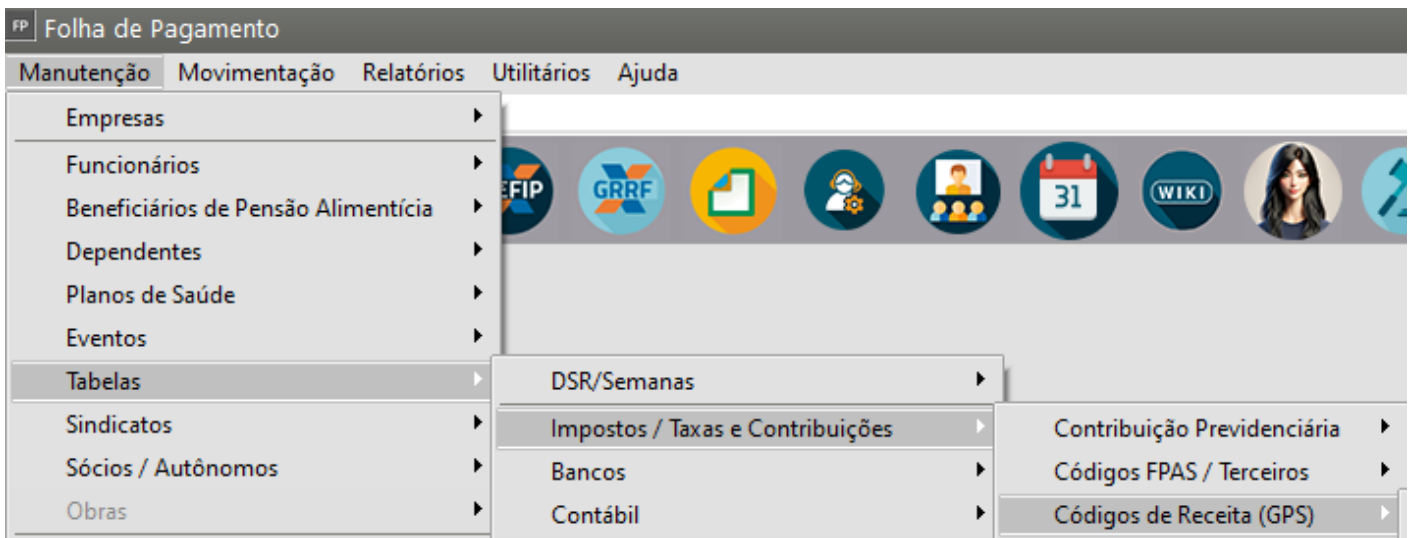 FP Folha de Pagamento
Manutenção Movimentação Relatórios Utilitários Ajuda
Empresas
Funcionários
Beneficiários de Pensão Alimentícia
Dependentes
Planos de Saúde
Eventos
Tabelas
Sindicatos
Sócios / Autônomos
Obras
EFIP
GRRF
31
WIKI
DSR/Semanas
Impostos / Taxas e Contribuições
Bancos
Contábil
Contribuição Previdenciária
Códigos FPAS / Terceiros
Códigos de Receita (GPS)